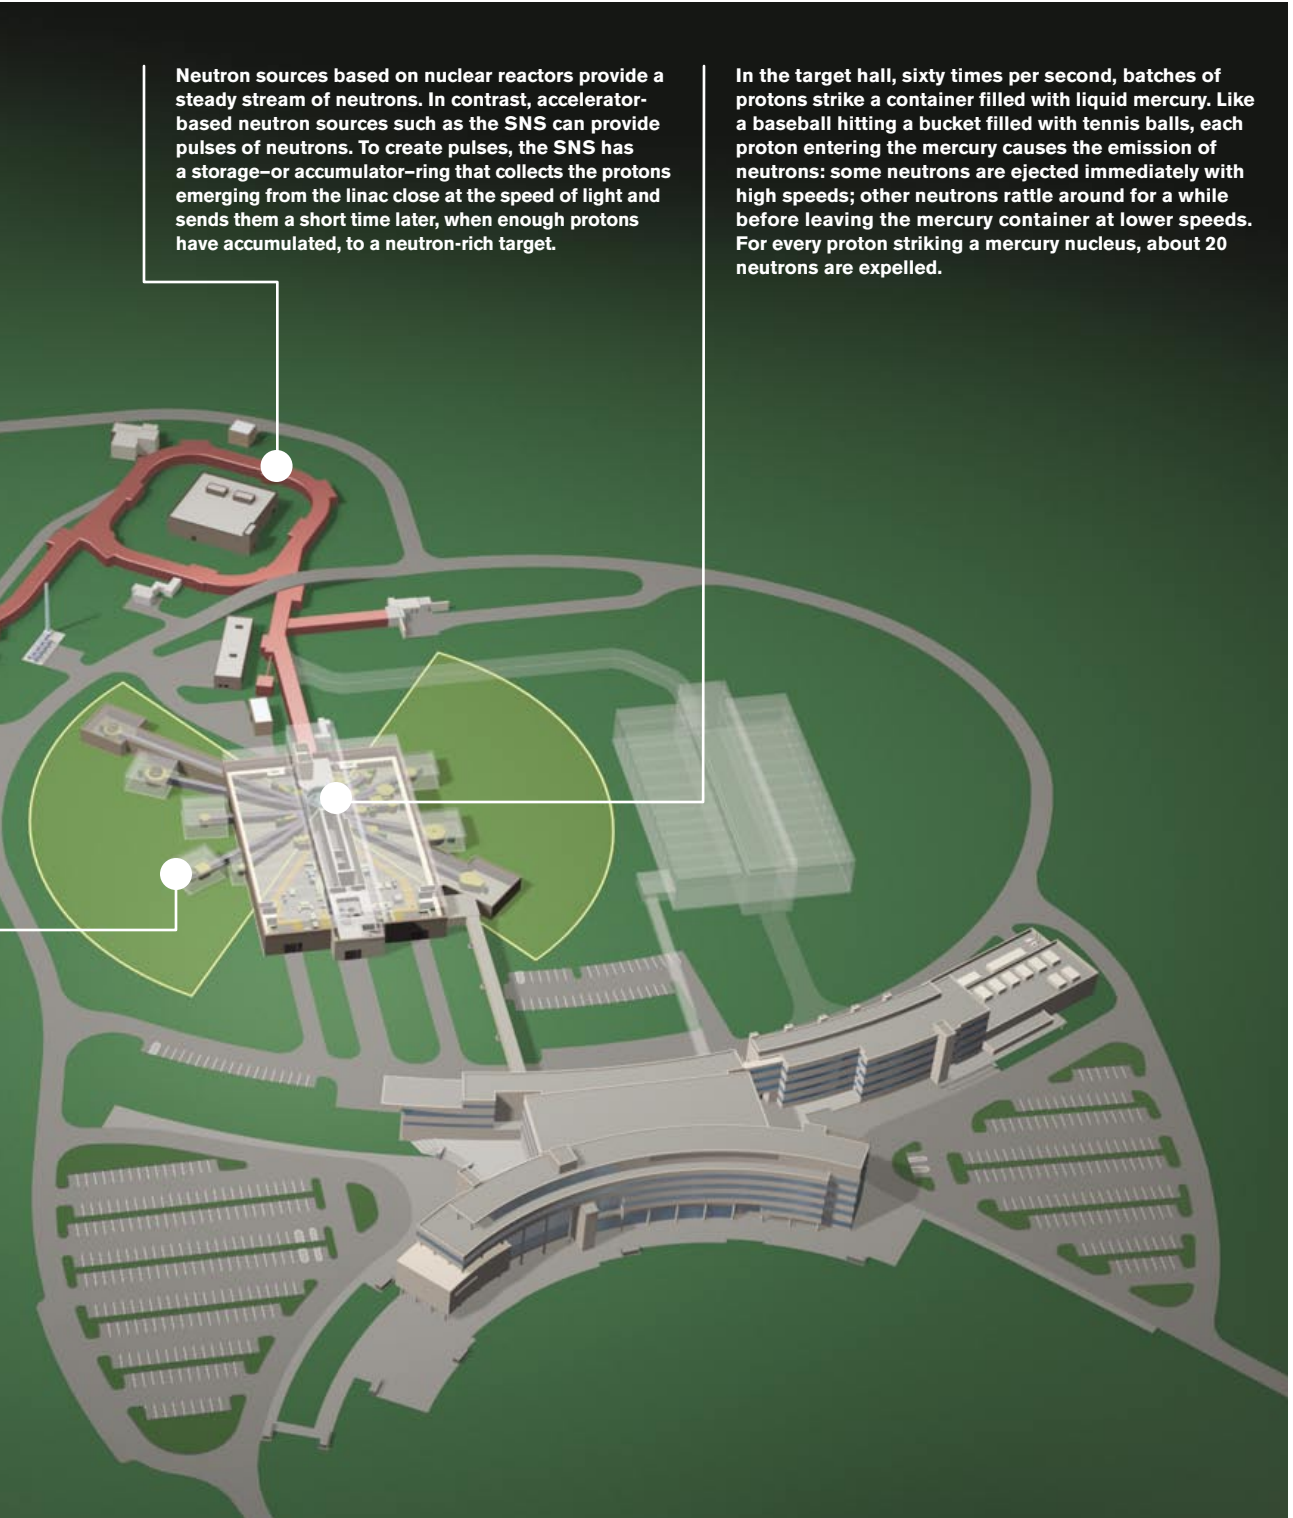 Neutron sources based on nuclear reactors provide a
steady stream of neutrons. In contrast, accelerator-
based neutron sources such as the SNS can provide
pulses of neutrons. To create pulses, the SNS has
a storage–or accumulator–ring that collects the protons
emerging from the linac close at the speed of light and
sends them a short time later, when enough protons
have accumulated, to a neutron-rich target.
In the target hall, sixty times per second, batches of
protons strike a container filled with liquid mercury. Like
a baseball hitting a bucket filled with tennis balls, each
proton entering the mercury causes the emission of
neutrons: some neutrons are ejected immediately with
high speeds; other neutrons rattle around for a while
before leaving the mercury container at lower speeds.
For every proton striking a mercury nucleus, about 20
neutrons are expelled.